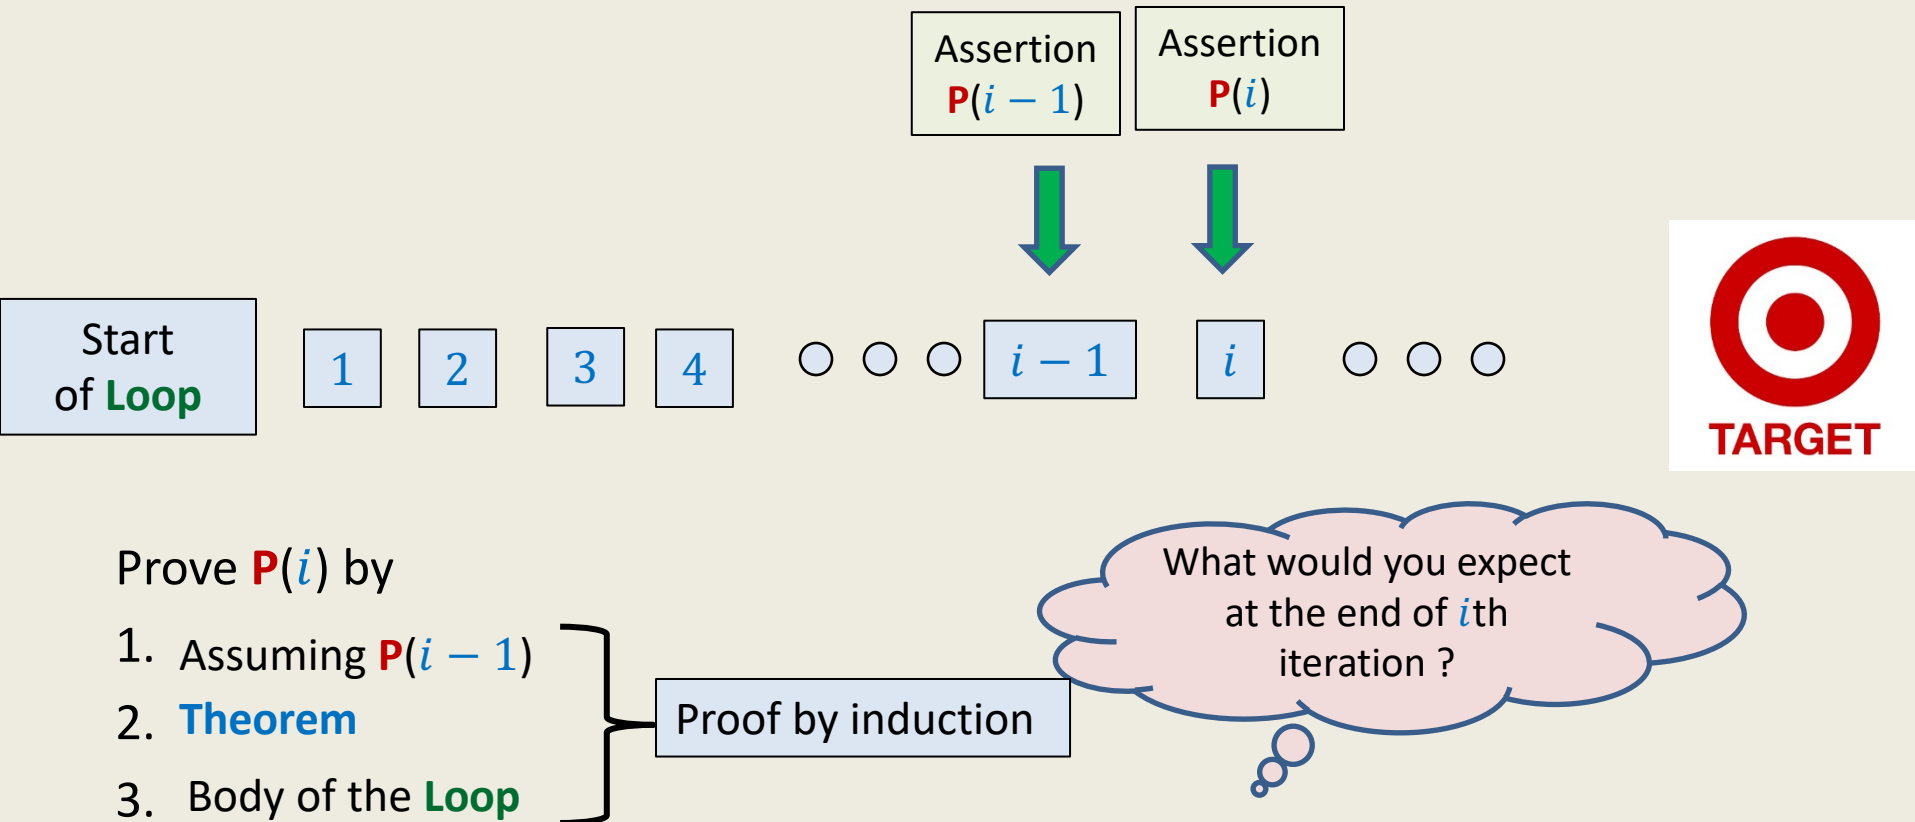 Assertion
P(i − 1)
Assertion
P(i)
Start
of Loop
1
2
3
4
i − 1
i
TARGET
Prove P(i) by
1. Assuming P(i − 1)
2. Theorem
3. Body of the Loop
Proof by induction
What would you expect
at the end of ith
iteration ?